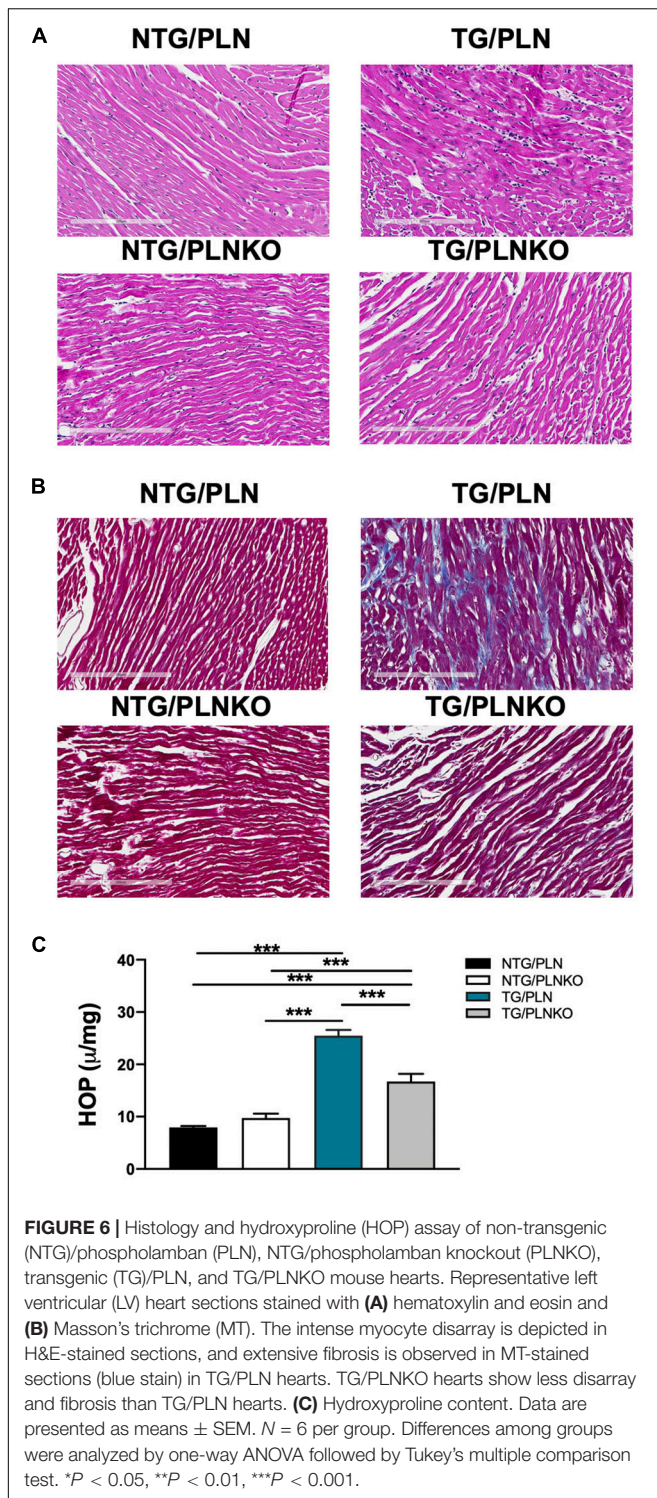 A
NTG/PLN
TG/PLN
NTG/PLNKO
TG/PLNKO
B
NTG/PLN
TG/PLN
NTG/PLNKO
TG/PLNKO
C
HOP (µ/mg)
40
30
20
10
0
***
***
***
***
***
NTG/PLN
NTG/PLNKO
TG/PLN
TG/PLNKO
FIGURE 6 | Histology and hydroxyproline (HOP) assay of non-transgenic
(NTG)/phospholamban (PLN), NTG/phospholamban knockout (PLNKO),
transgenic (TG)/PLN, and TG/PLNKO mouse hearts. Representative left
ventricular (LV) heart sections stained with (A) hematoxylin and eosin and
(B) Masson's trichrome (MT). The intense myocyte disarray is depicted in
H&E-stained sections, and extensive fibrosis is observed in MT-stained
sections (blue stain) in TG/PLN hearts. TG/PLNKO hearts show less disarray
and fibrosis than TG/PLN hearts. (C) Hydroxyproline content. Data are
presented as means ± SEM. N = 6 per group. Differences among groups
were analyzed by one-way ANOVA followed by Tukey's multiple comparison
test. *P < 0.05, **P < 0.01, ***P < 0.001.